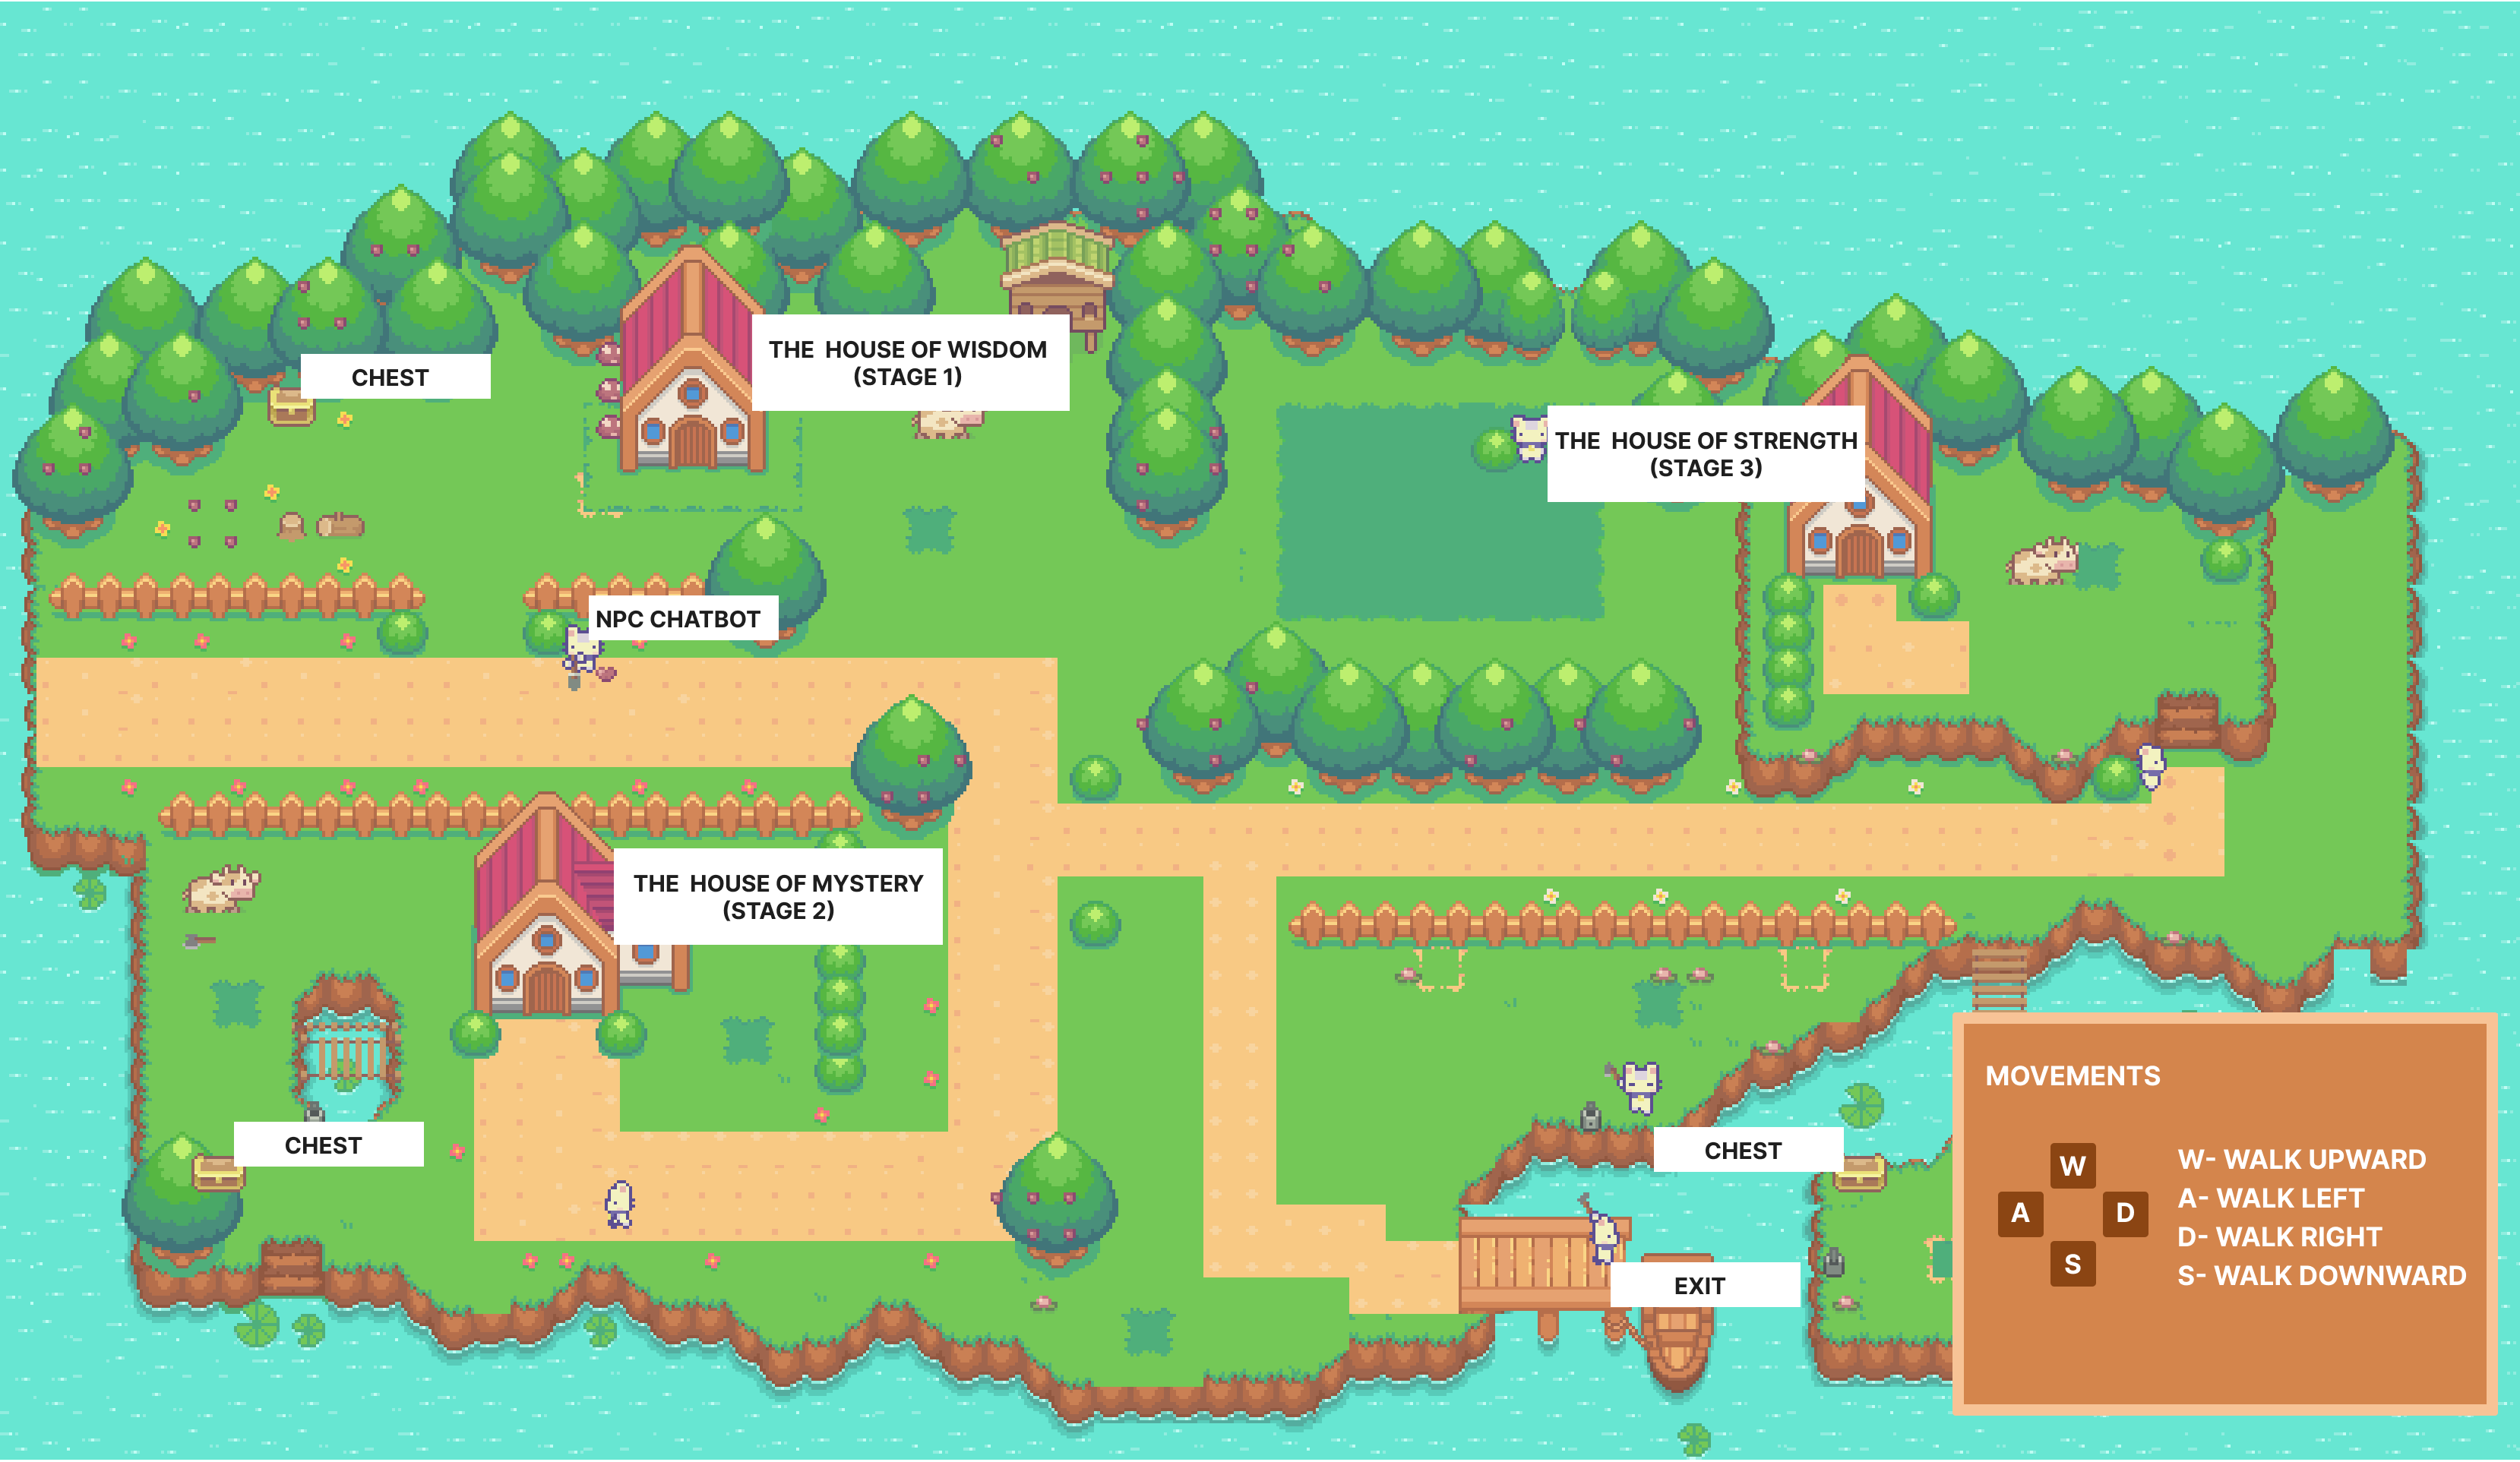 CHEST
THE HOUSE OF WISDOM
(STAGE 1)
THE HOUSE OF STRENGTH
(STAGE 3)
NPC CHATBOT
THE HOUSE OF MYSTERY
(STAGE 2)
CHEST
CHEST
EXIT
MOVEMENTS
W
A
D
S
W- WALK UPWARD
A- WALK LEFT
D- WALK RIGHT
S- WALK DOWNWARD